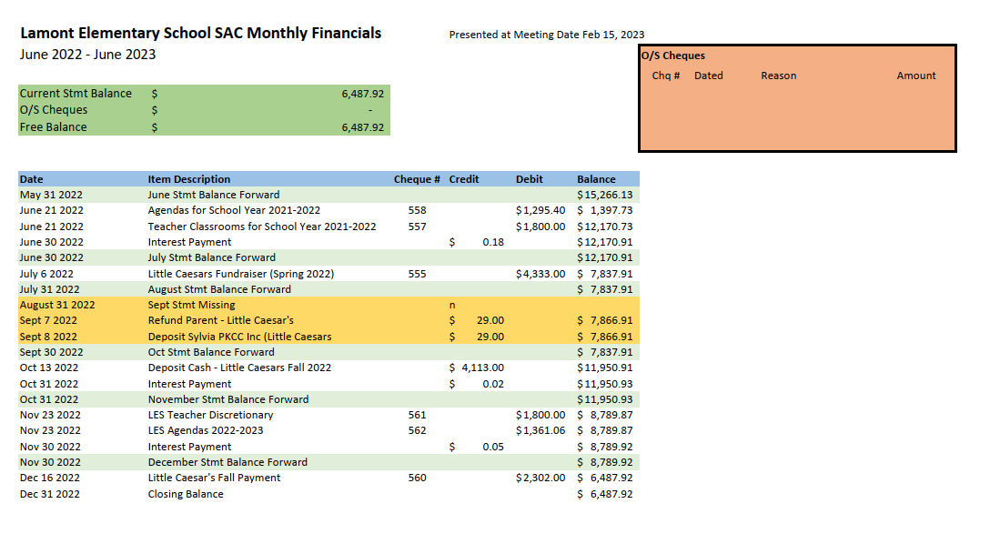 Lamont Elementary School SAC Monthly Financials
Presented at Meeting Date Feb 15, 2023
June 2022 - June 2023
O/S Cheques
Chq # Dated Reason Amount
Current Stmt Balance $ 6,487.92
O/S Cheques $ -
Free Balance $ 6,487.92
Date Item Description Cheque # Credit Debit Balance
May 31 2022 June Stmt Balance Forward $15,266.13
June 21 2022 Agendas for School Year 2021-2022 558 $1,295.40 $ 1,397.73
June 21 2022 Teacher Classrooms for School Year 2021-2022 557 $1,800.00 $12,170.73
June 30 2022 Interest Payment $ 0.18 $12,170.91
June 30 2022 July Stmt Balance Forward $12,170.91
July 6 2022 Little Caesars Fundraiser (Spring 2022) 555 $4,333.00 $ 7,837.91
July 31 2022 August Stmt Balance Forward $ 7,837.91
August 31 2022 Sept Stmt Missing n
Sept 7 2022 Refund Parent - Little Caesar's $ 29.00 $ 7,866.91
Sept 8 2022 Deposit Sylvia PKCC Inc (Little Caesars $ 29.00 $ 7,866.91
Sept 30 2022 Oct Stmt Balance Forward $ 7,837.91
Oct 13 2022 Deposit Cash - Little Caesars Fall 2022 $ 4,113.00 $11,950.91
Oct 31 2022 Interest Payment $ 0.02 $11,950.93
Oct 31 2022 November Stmt Balance Forward $11,950.93
Nov 23 2022 LES Teacher Discretionary 561 $1,800.00 $ 8,789.87
Nov 23 2022 LES Agendas 2022-2023 562 $1,361.06 $ 8,789.87
Nov 30 2022 Interest Payment $ 0.05 $ 8,789.92
Nov 30 2022 December Stmt Balance Forward $ 8,789.92
Dec 16 2022 Little Caesar's Fall Payment 560 $2,302.00 $ 6,487.92
Dec 31 2022 Closing Balance $ 6,487.92